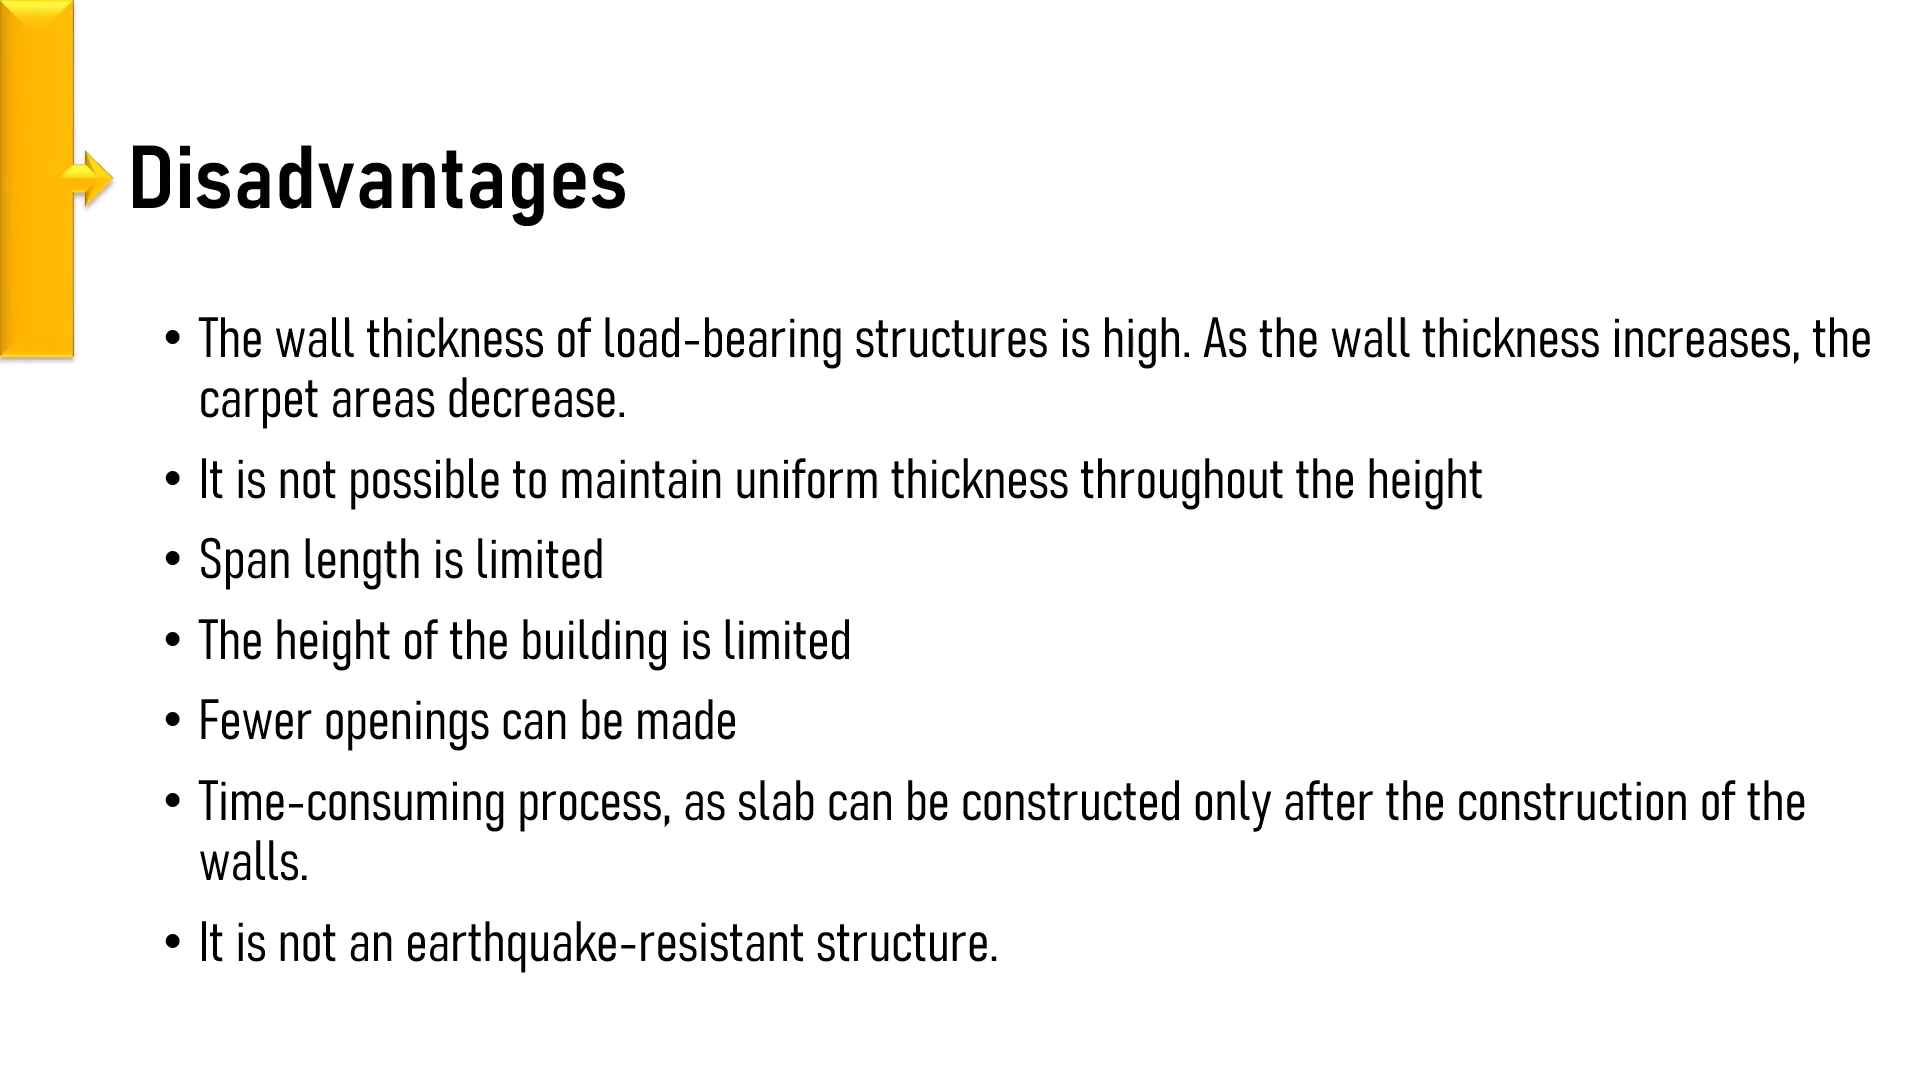 Disadvantages
• The wall thickness of load-bearing structures is high. As the wall thickness increases, the
carpet areas decrease.
• It is not possible to maintain uniform thickness throughout the height
• Span length is limited
• The height of the building is limited
• Fewer openings can be made
• Time-consuming process, as slab can be constructed only after the construction of the
walls.
• It is not an earthquake-resistant structure.